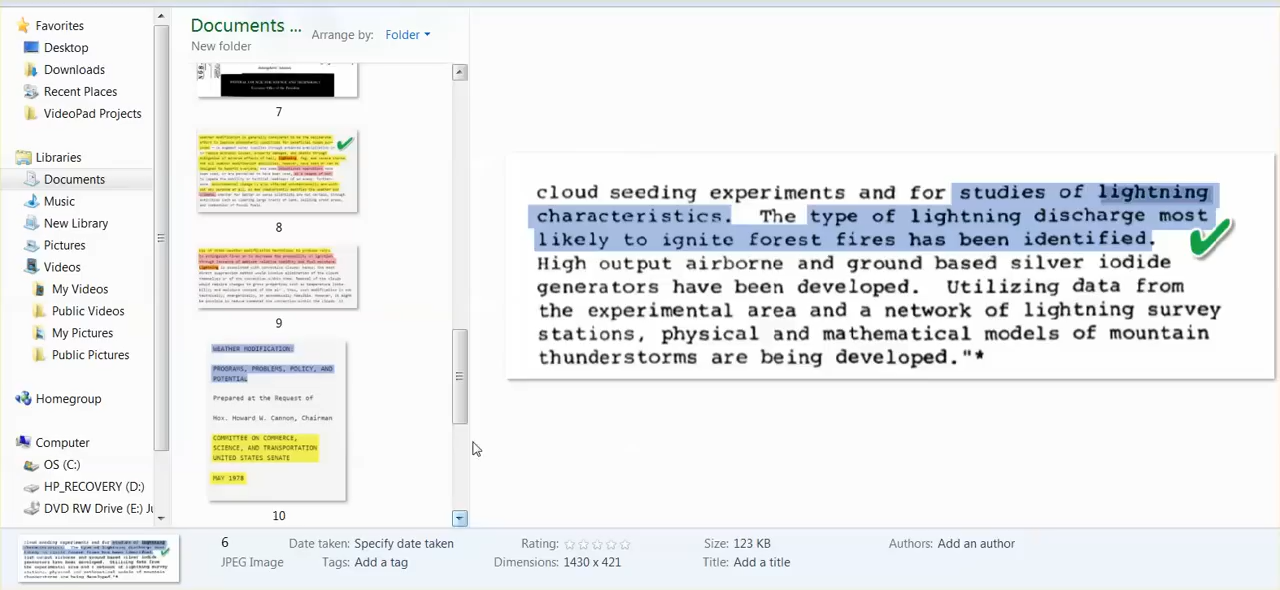 Favorites
Desktop
Downloads
Recent Places
VideoPad Projects
Libraries
Documents
Music
New Library
Pictures
Videos
My Videos
Public Videos
My Pictures
Public Pictures
Homegroup
Computer
OS (C:)
HP_RECOVERY (D:)
DVD RW Drive (E:) Ju
Documents ...
New folder
Arrange by: Folder
7
8
9
WEATHER MODIFICATION:
PROGRAMS, PROBLEMS, POLICY, AND
POTENTIAL
Prepared at the Request of
Hon. Howard W. Cannon, Chairman
COMMITTEE ON COMMERCE,
SCIENCE, AND TRANSPORTATION
UNITED STATES SENATE
MAY 1978
10
cloud seeding experiments and for studies of lightning
characteristics. The type of lightning discharge most
likely to ignite forest fires has been identified.
High output airborne and ground based silver iodide
generators have been developed. Utilizing data from
the experimental area and a network of lightning survey
stations, physical and mathematical models of mountain
thunderstorms are being developed."*
6
JPEG Image
Date taken: Specify date taken
Tags: Add a tag
Rating:
Dimensions: 1430 x 421
Size: 123 KB
Title: Add a title
Authors: Add an author